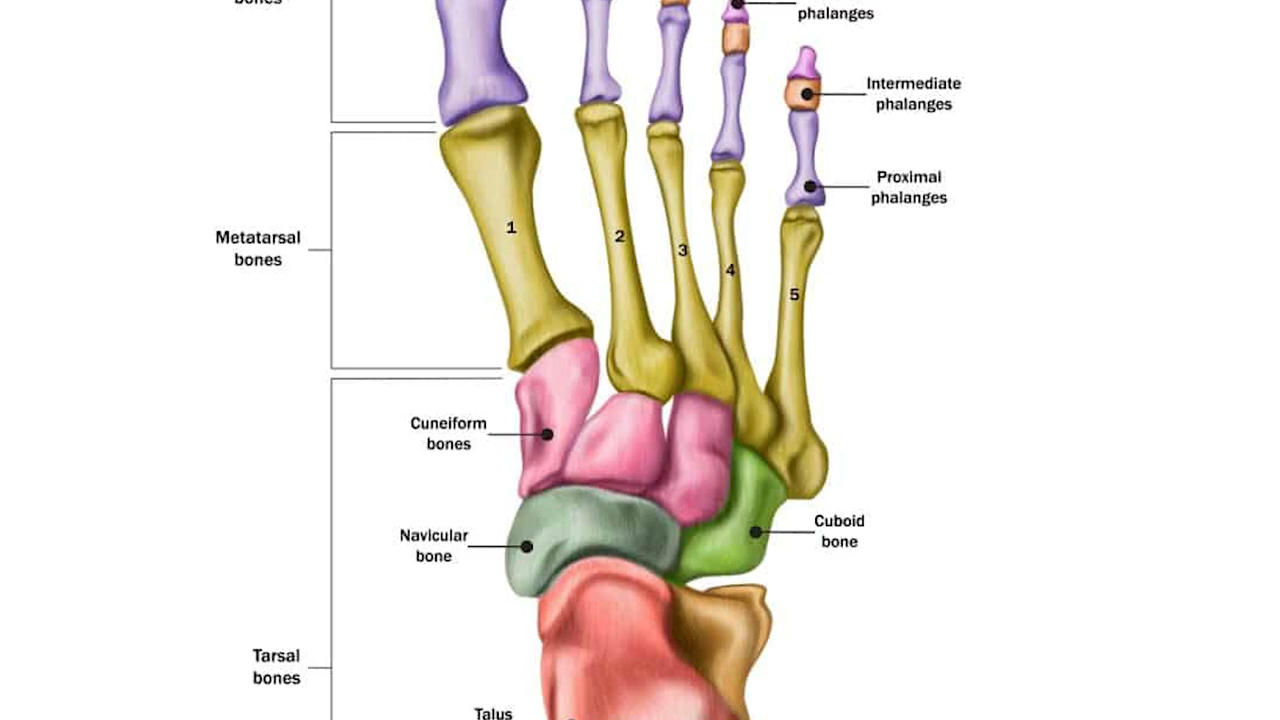 bones
phalanges
Intermediate
phalanges
Proximal
phalanges
Metatarsal
bones
1
2
3
4
5
Cuneiform
bones
Navicular
bone
Cuboid
bone
Tarsal
bones
Talus